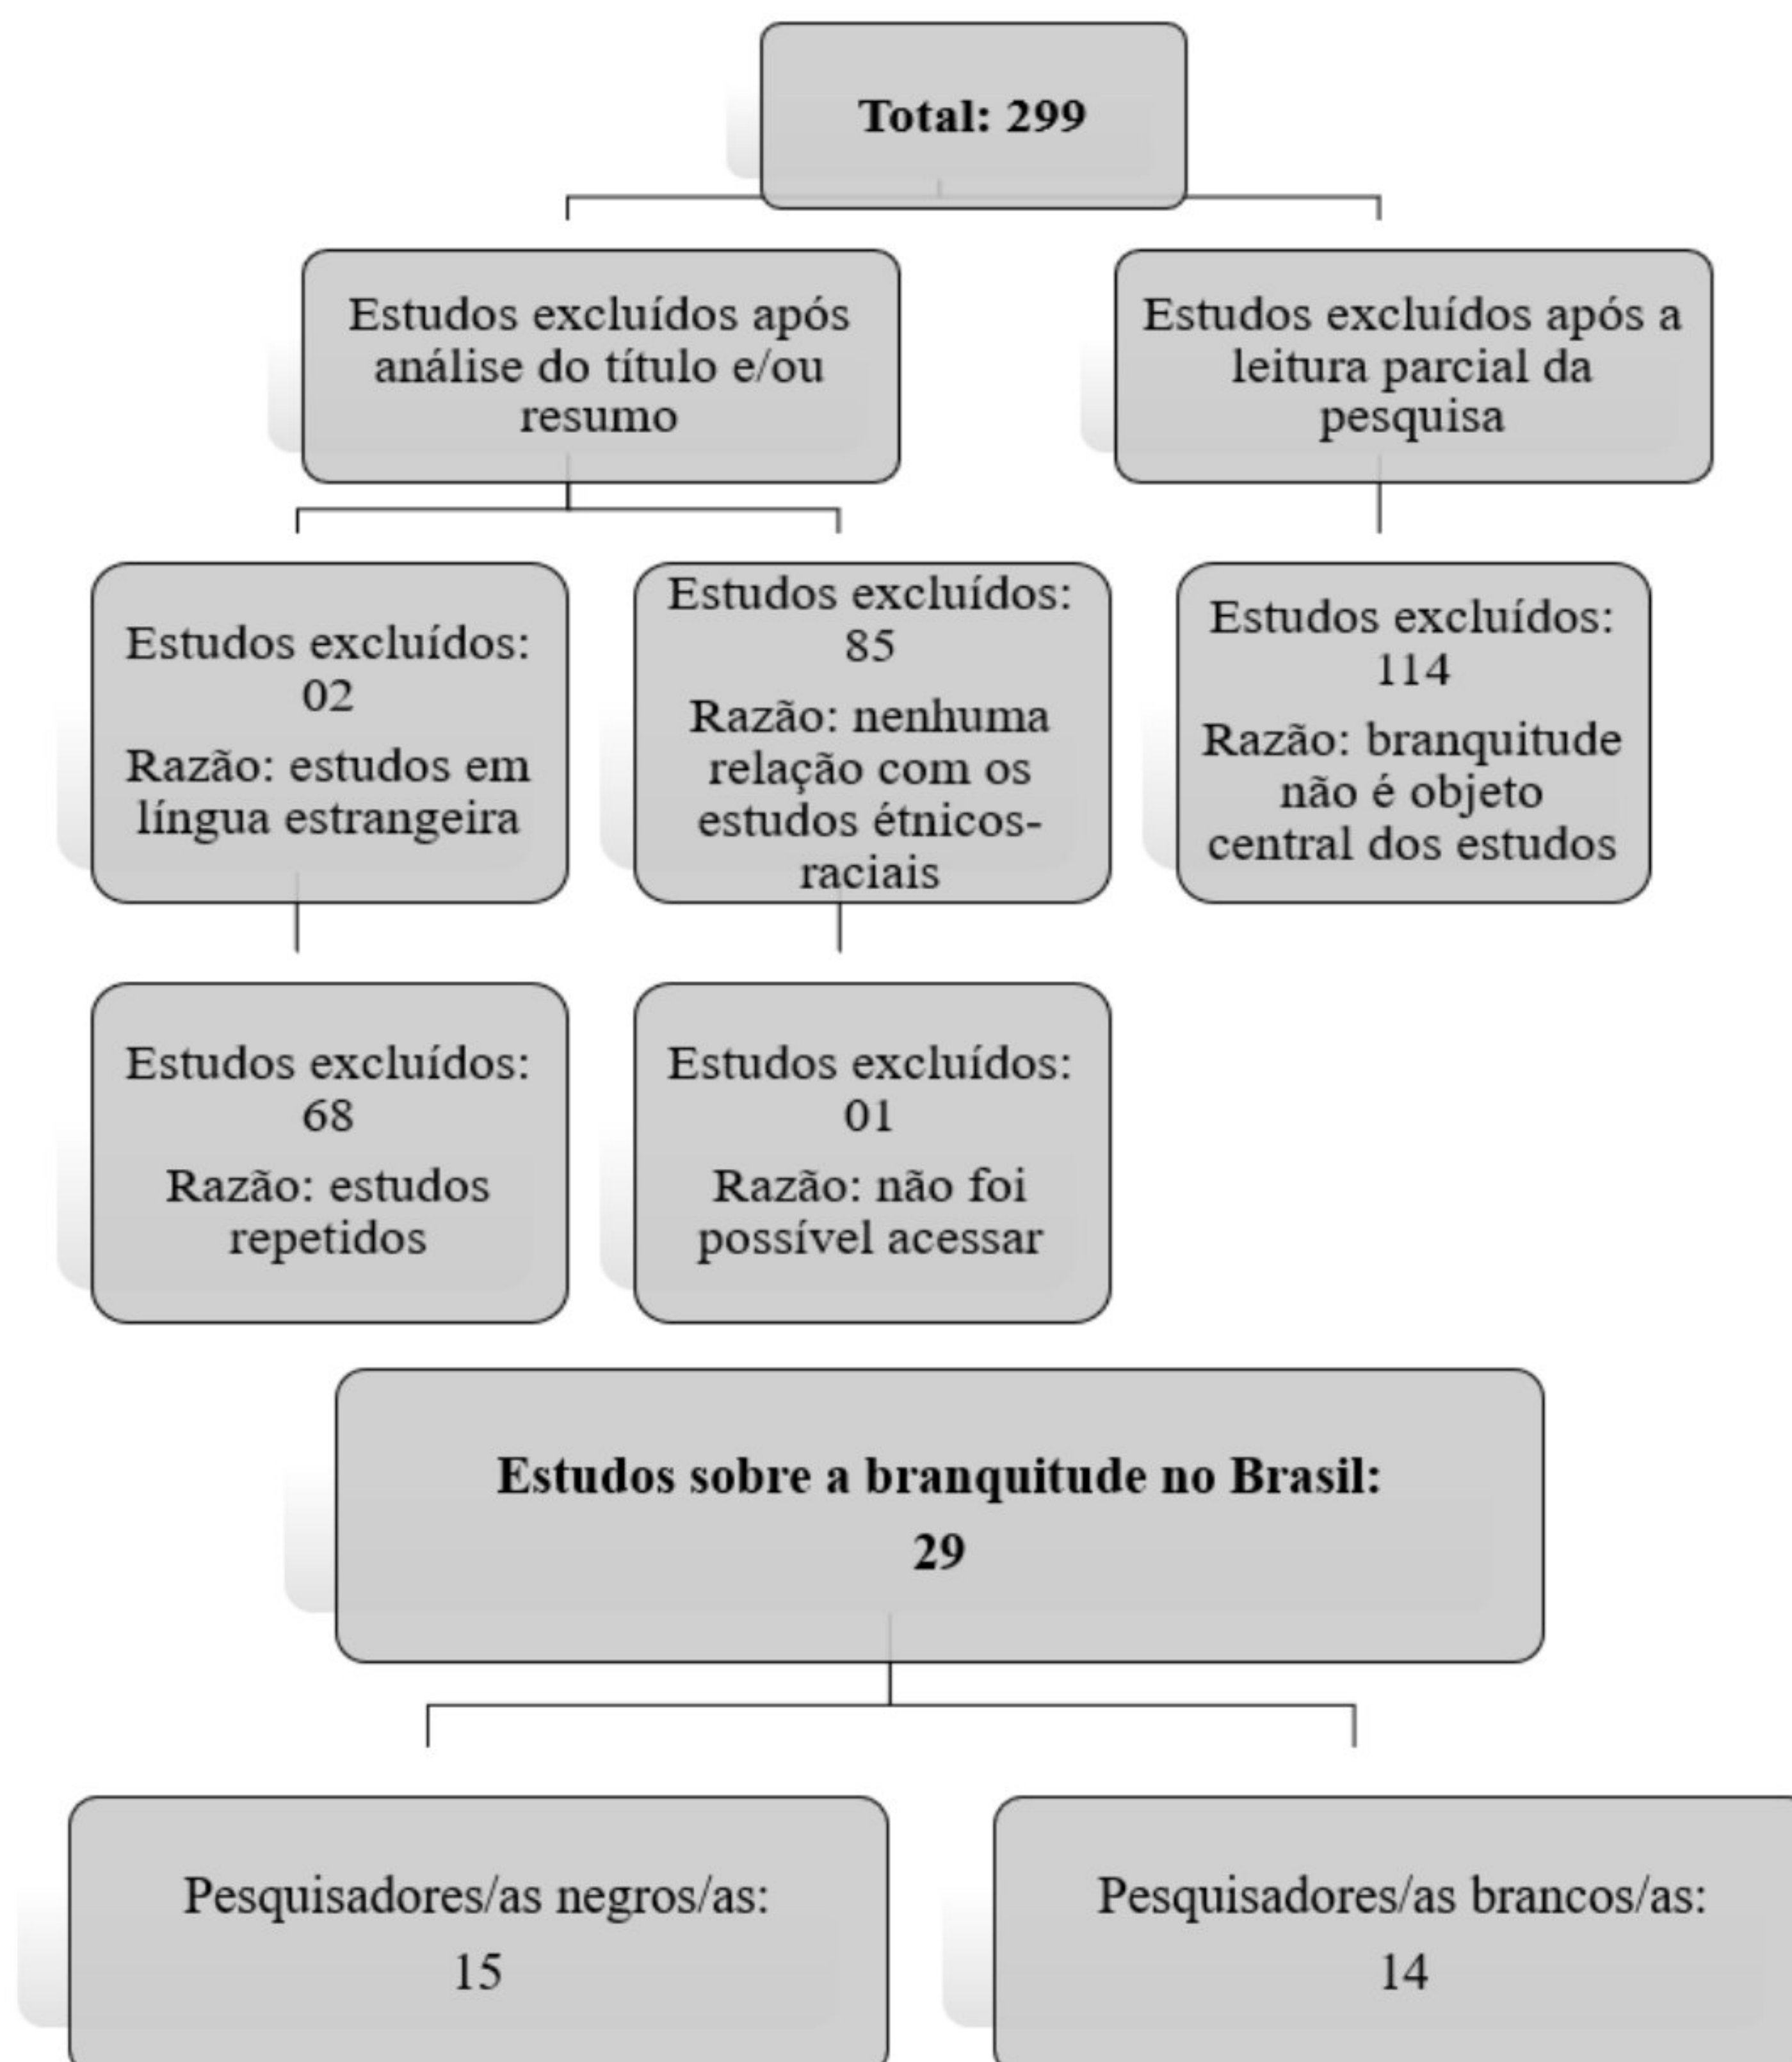 Total: 299
Estudos excluídos após
análise do título e/ou
resumo
Estudos excluídos após a
leitura parcial da
pesquisa
Estudos excluídos:
02
Razão: estudos em
língua estrangeira
Estudos excluídos:
85
Razão: nenhuma
relação com os
estudos étnicos-
raciais
Estudos excluídos:
114
Razão: branquitude
não é objeto
central dos estudos
Estudos excluídos:
68
Razão: estudos
repetidos
Estudos excluídos:
01
Razão: não foi
possível acessar
Estudos sobre a branquitude no Brasil:
29
Pesquisadores/as negros/as:
15
Pesquisadores/as brancos/as:
14